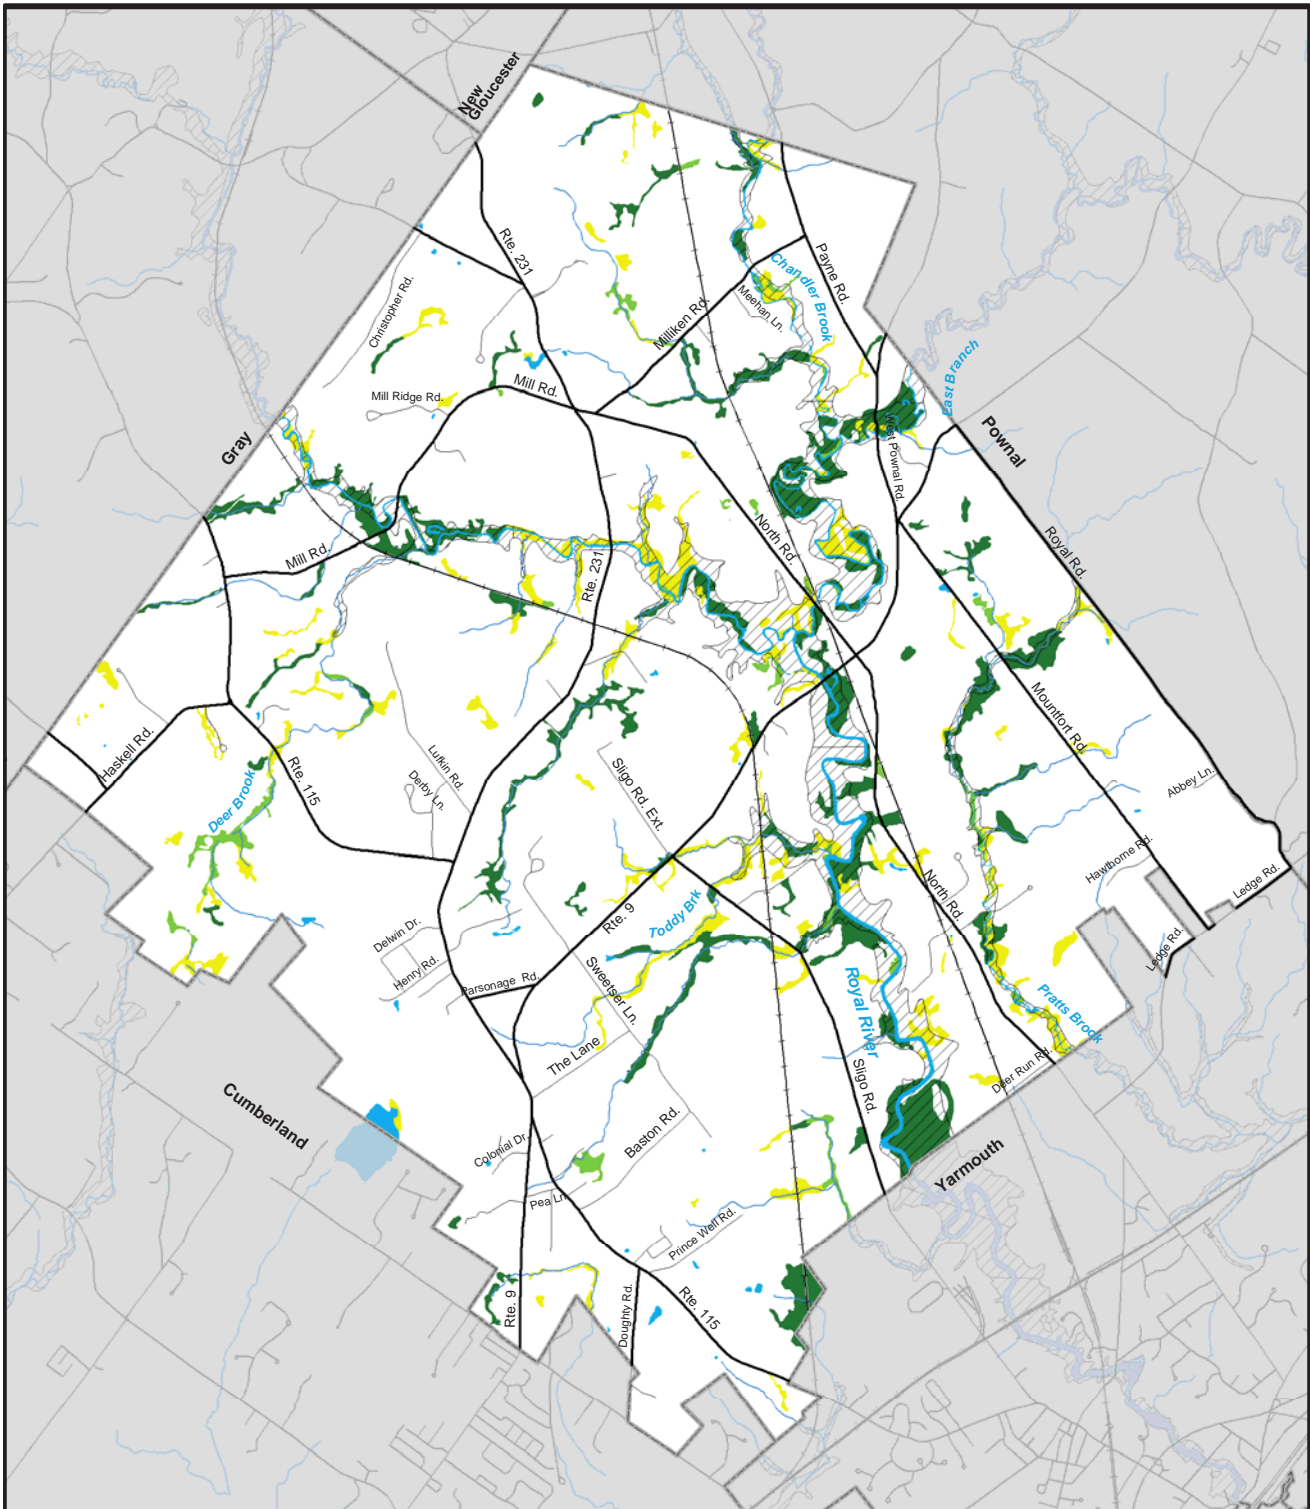 New
Gloucester
Rte. 231
Payne Rd.
Chandler Brook
Christopher Rd.
Meehan Ln.
Milliken Rd.
East Branch
Mill Rd.
Mill Ridge Rd.
Pownal
Gray
West Pownal Rd.
North Rd.
Royal Rd.
Mill Rd.
Rte. 231
Mountfort Rd.
Haskell Rd.
Lufkin Rd.
Sligo Rd. Ext.
Rte. 115
Derby Ln.
Abbey Ln.
Deer Brook
Hawthorne Rd.
North Rd.
Ledge Rd.
Toddy Brk
Rte. 9
Delwin Dr.
Ledge Rd.
Henry Rd.
Parsonage Rd.
Sweetser Ln.
Royal River
Pratts Brook
The Lane
Deer Run Rd.
Sligo Rd.
Cumberland
Baston Rd.
Colonial Dr.
Yarmouth
Pea Ln.
Prince Well Rd.
Rte. 9
Doughty Rd.
Rte. 115